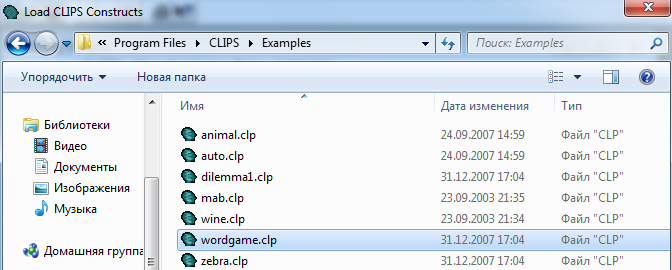 Load CLIPS Constructs
Program Files CLIPS Examples Поиск: Examples
Упорядочить Новая папка
Имя Дата изменения Тип
Библиотеки
Видео
Документы
Изображения
Музыка
Домашняя группа
animal.clp 24.09.2007 14:59 Файл "CLP"
auto.clp 24.09.2007 14:59 Файл "CLP"
dilemma1.clp 31.12.2007 17:04 Файл "CLP"
mab.clp 23.09.2003 21:35 Файл "CLP"
wine.clp 23.09.2003 21:34 Файл "CLP"
wordgame.clp 31.12.2007 17:04 Файл "CLP"
zebra.clp 31.12.2007 17:04 Файл "CLP"